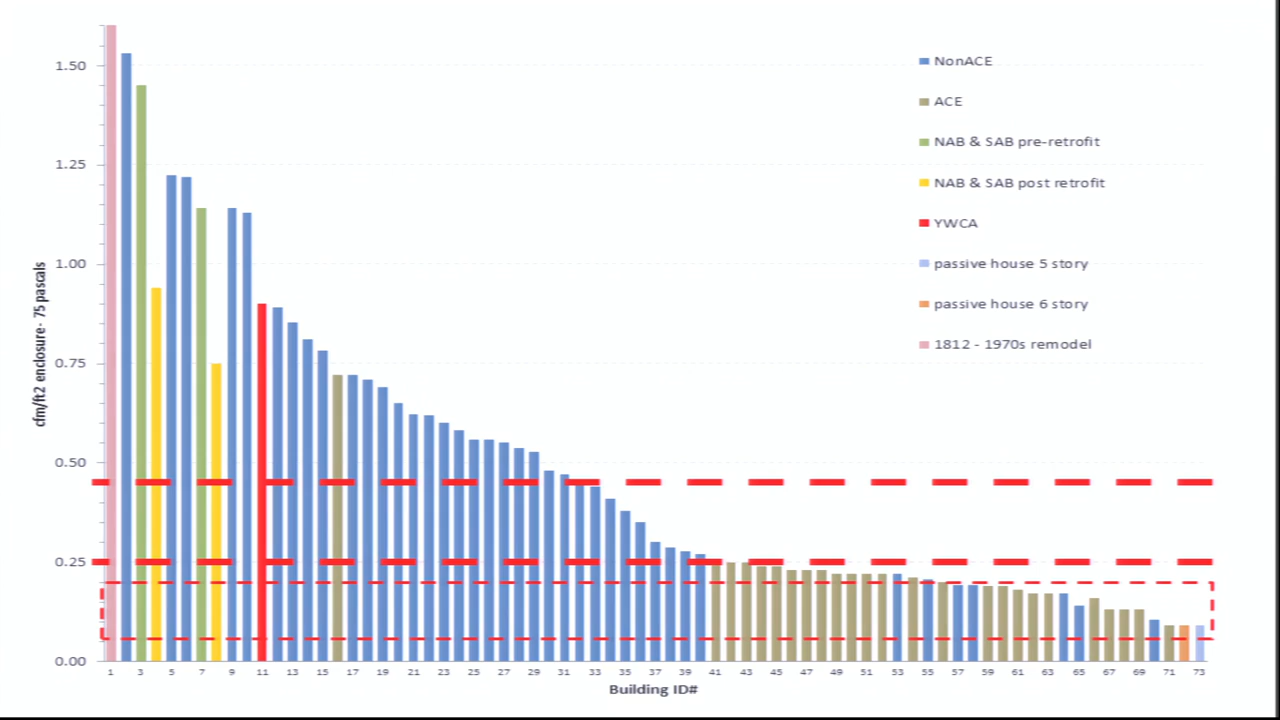 1.50
1.25
1.00
0.75
0.50
0.25
0.00
cfm/ft2 enclosure- 75 pascals
NonACE
ACE
NAB & SAB pre-retrofit
NAB & SAB post retrofit
YWCA
passive house 5 story
passive house 6 story
1812 - 1970s remodel
1 3 5 7 9 11 13 15 17 19 21 23 25 27 29 31 33 35 37 39 41 43 45 47 49 51 53 55 57 59 61 63 65 67 69 71 73
Building ID#